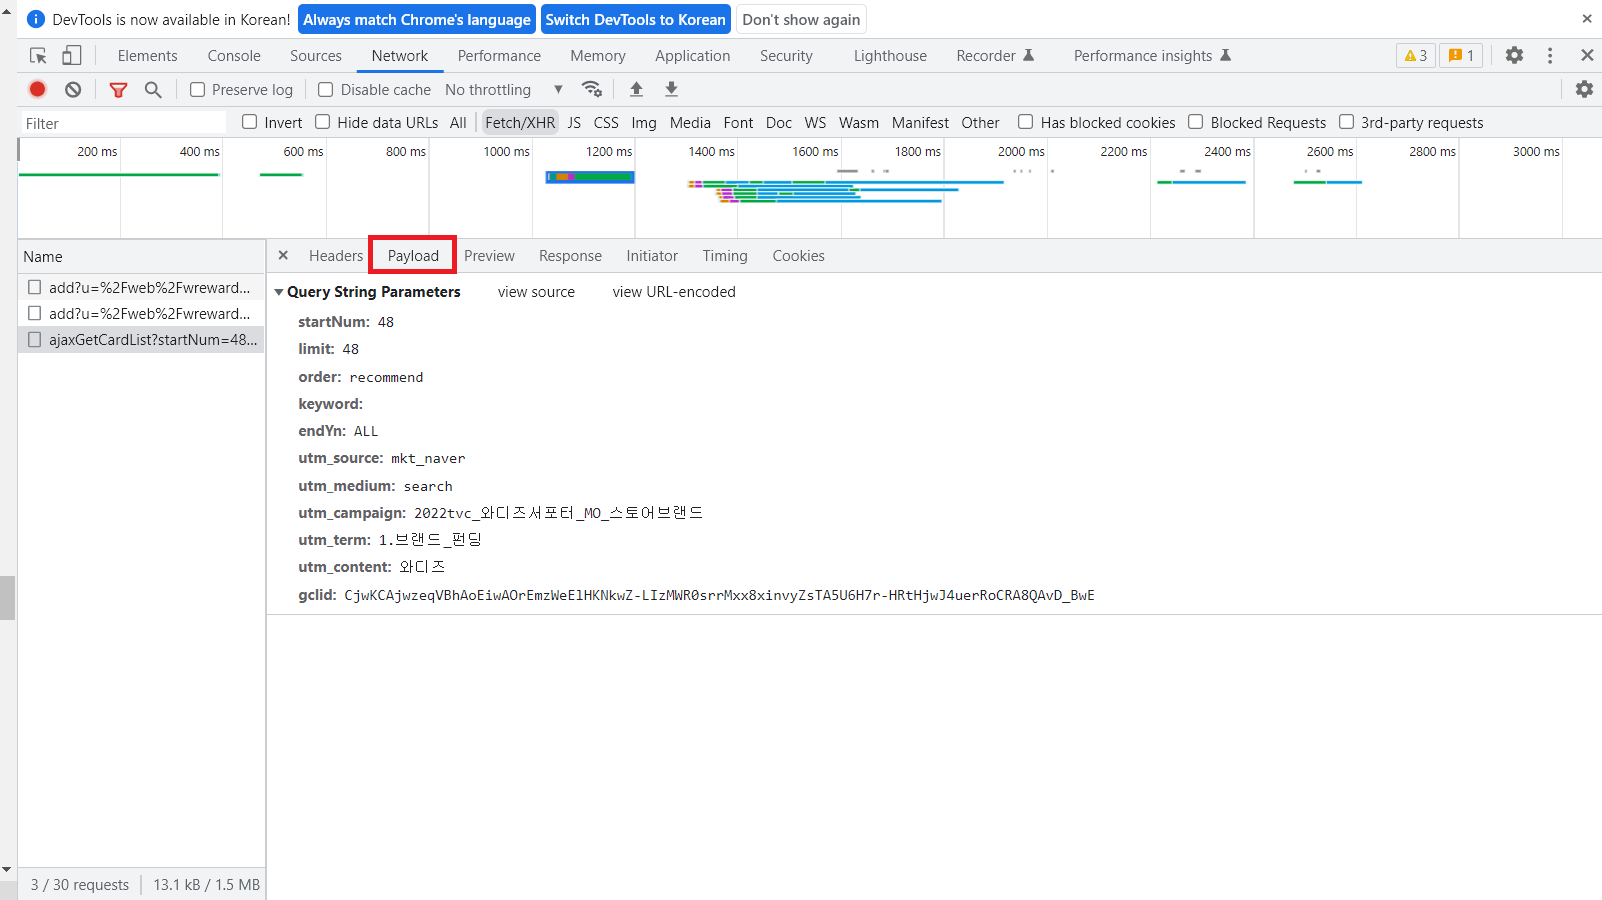 DevTools is now available in Korean! Always match Chrome's language Switch DevTools to Korean Don't show again
Elements Console Sources Network Performance Memory Application Security Lighthouse Recorder Performance insights 3 1
Preserve log Disable cache No throttling
Filter Invert Hide data URLs All Fetch/XHR JS CSS Img Media Font Doc WS Wasm Manifest Other Has blocked cookies Blocked Requests 3rd-party requests
200 ms 400 ms 600 ms 800 ms 1000 ms 1200 ms 1400 ms 1600 ms 1800 ms 2000 ms 2200 ms 2400 ms 2600 ms 2800 ms 3000 ms
Name
add?u=%2Fweb%2Fwreward...
add?u=%2Fweb%2Fwreward...
ajaxGetCardList?startNum=48...
Headers Payload Preview Response Initiator Timing Cookies
Query String Parameters view source view URL-encoded
startNum: 48
limit: 48
order: recommend
keyword:
endYn: ALL
utm_source: mkt_naver
utm_medium: search
utm_campaign: 2022tvc_와디즈서포터_MO_스토어브랜드
utm_term: 1.브랜드_펀딩
utm_content: 와디즈
gclid: CjwKCAjwzeqVBhAoEiwAOrEmzWeElHKNkwZ-LIzMWR0srrMxx8xinvyZsTA5U6H7r-HRtHjwJ4uerRoCRA8QAvD_BwE
3 / 30 requests 13.1 kB / 1.5 MB